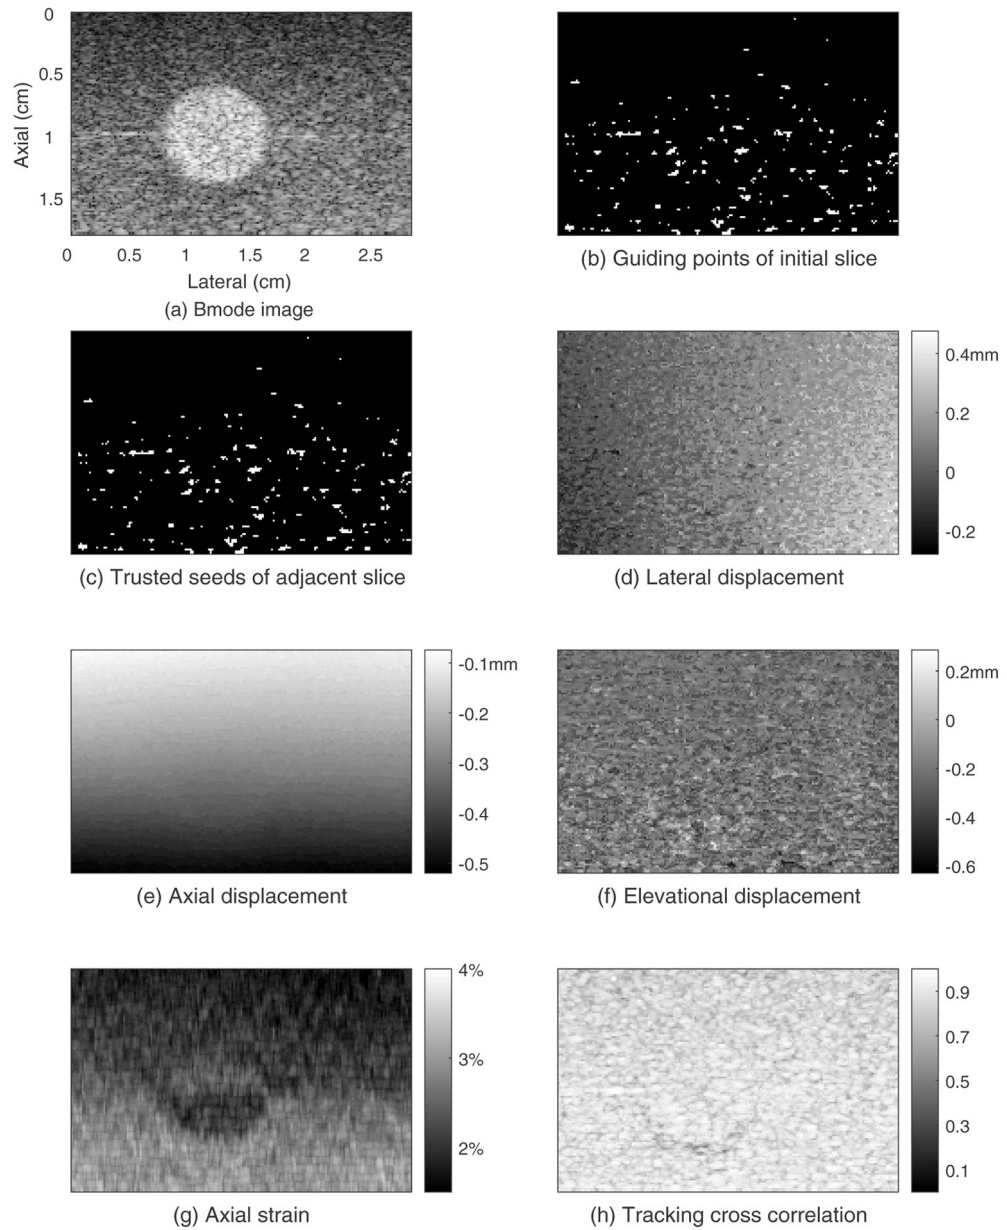 0
0.5
Axial (cm)
1
1.5
0 0.5 1 1.5 2 2.5
Lateral (cm)
(a) Bmode image
(b) Guiding points of initial slice
(c) Trusted seeds of adjacent slice
0.4mm
0.2
0
-0.2
(d) Lateral displacement
-0.1mm
-0.2
-0.3
-0.4
-0.5
(e) Axial displacement
0.2mm
0
-0.2
-0.4
-0.6
(f) Elevational displacement
4%
3%
2%
(g) Axial strain
0.9
0.7
0.5
0.3
0.1
(h) Tracking cross correlation